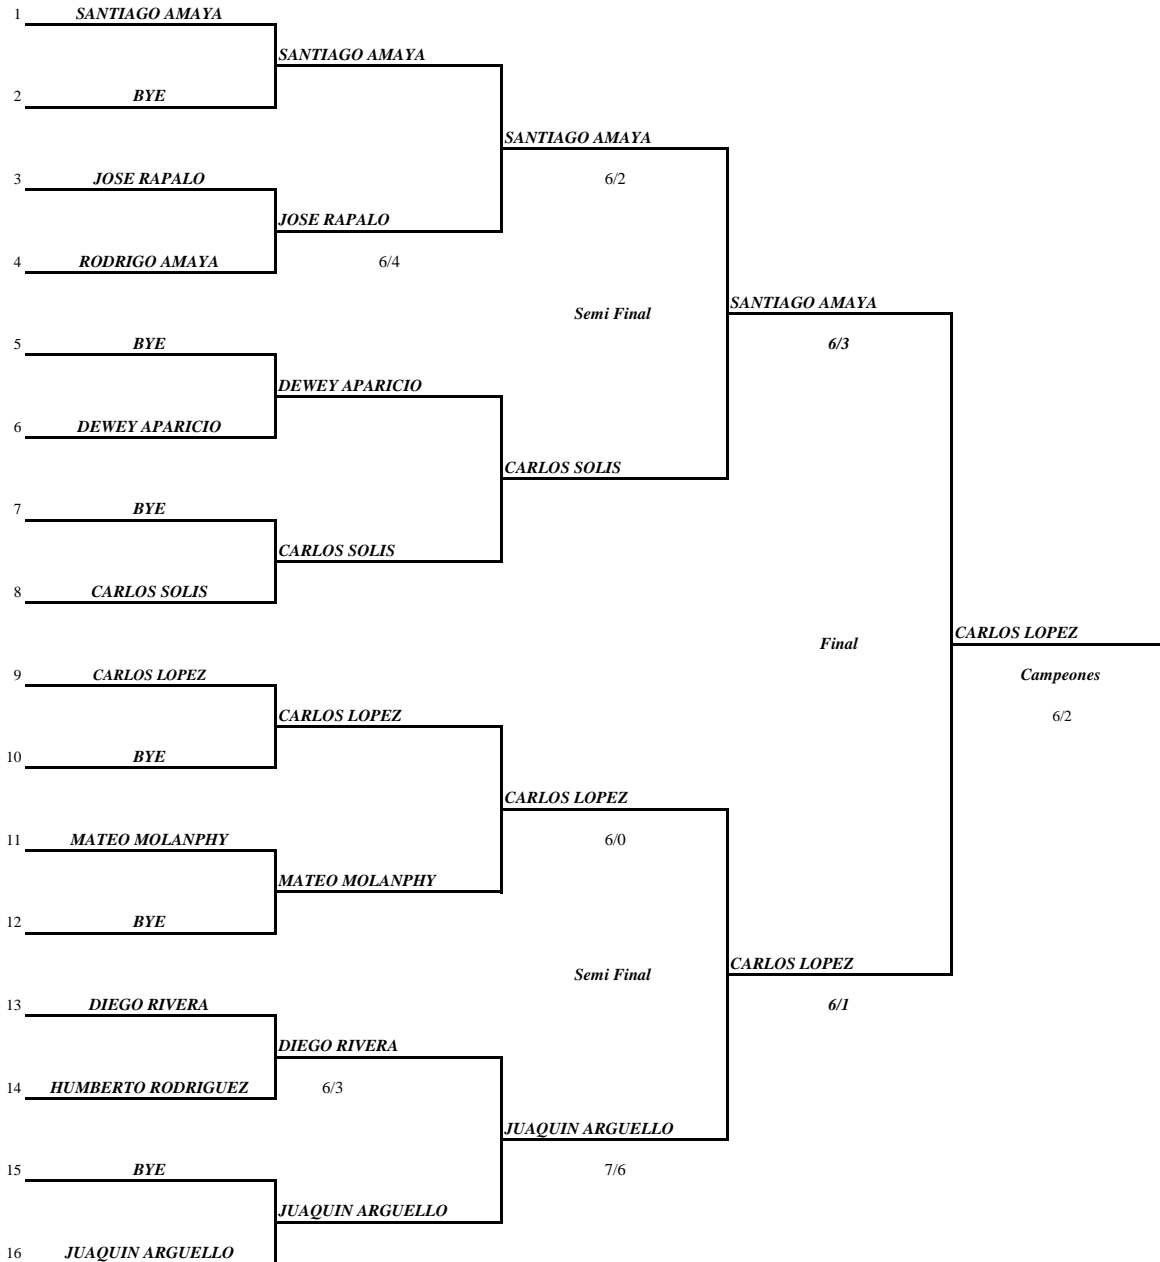 1 SANTIAGO AMAYA
SANTIAGO AMAYA
2 BYE
SANTIAGO AMAYA
3 JOSE RAPALO 6/2
JOSE RAPALO
4 RODRIGO AMAYA 6/4
SANTIAGO AMAYA
Semi Final
5 BYE 6/3
DEWEY APARICIO
6 DEWEY APARICIO
CARLOS SOLIS
7 BYE
CARLOS SOLIS
8 CARLOS SOLIS
CARLOS LOPEZ
Final
9 CARLOS LOPEZ Campeones
CARLOS LOPEZ 6/2
10 BYE
CARLOS LOPEZ
11 MATEO MOLANPHY 6/0
MATEO MOLANPHY
12 BYE
CARLOS LOPEZ
Semi Final
13 DIEGO RIVERA 6/1
DIEGO RIVERA
14 HUMBERTO RODRIGUEZ 6/3
JUAQUIN ARGUELLO
15 BYE 7/6
JUAQUIN ARGUELLO
16 JUAQUIN ARGUELLO